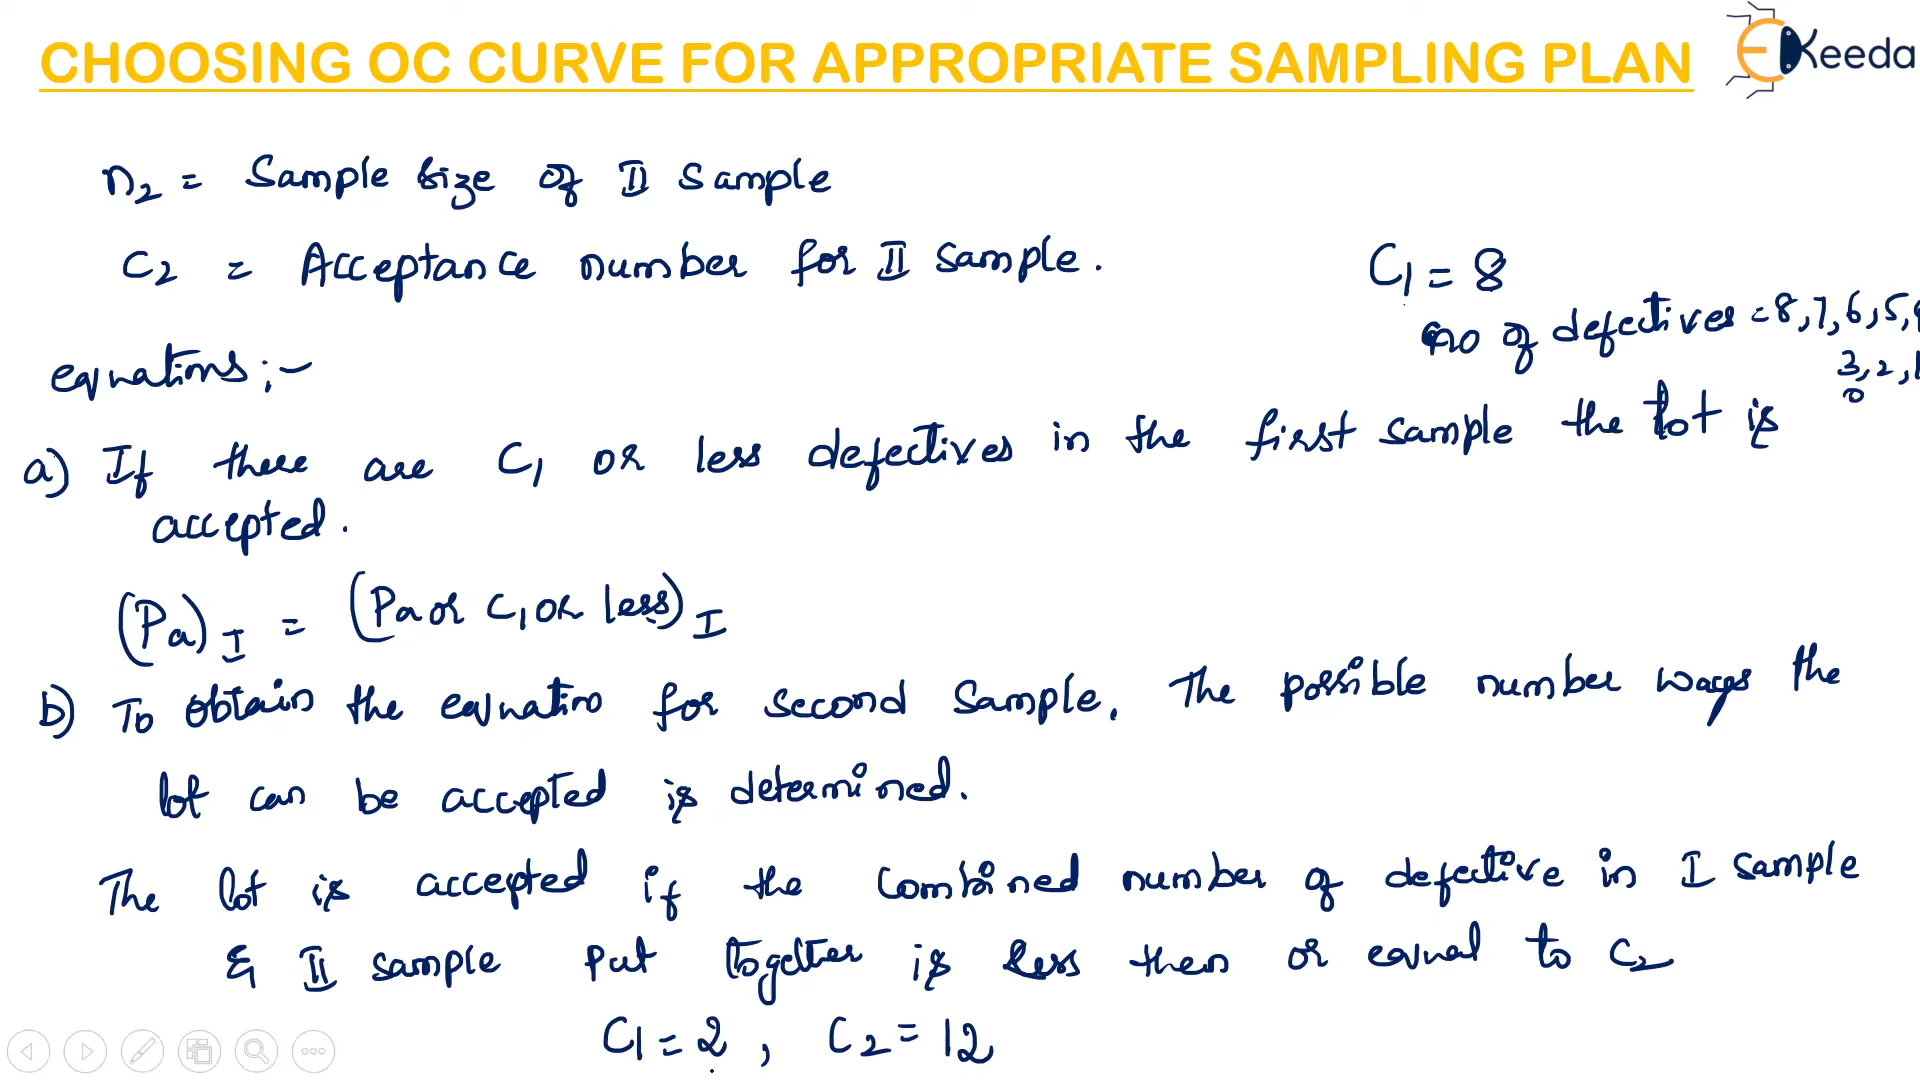 CHOOSING OC CURVE FOR APPROPRIATE SAMPLING PLAN
EKeeda
n2 = Sample size of II sample
C2 = Acceptance number for II sample.
C1 = 8
no of defectives = 8, 7, 6, 5,
3, 2, 1
0
equations :-
a) If there are C1 or less defectives in the first sample the lot is
accepted.
(Pa)I = (Pa or C1 or less)I
b) To obtain the equation for second sample. The possible number ways the
lot can be accepted is determined.
The lot is accepted if the combined number of defective in I sample
& II sample put together is less then or equal to C2
C1 = 2 , C2 = 12